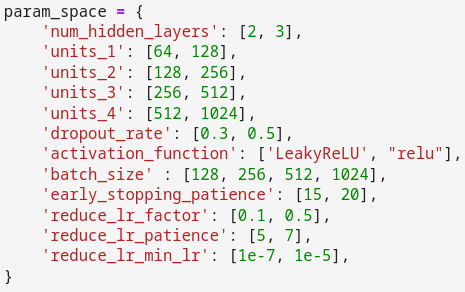 param_space = {
    'num_hidden_layers': [2, 3],
    'units_1': [64, 128],
    'units_2': [128, 256],
    'units_3': [256, 512],
    'units_4': [512, 1024],
    'dropout_rate': [0.3, 0.5],
    'activation_function': ['LeakyReLU', "relu"],
    'batch_size' : [128, 256, 512, 1024],
    'early_stopping_patience': [15, 20],
    'reduce_lr_factor': [0.1, 0.5],
    'reduce_lr_patience': [5, 7],
    'reduce_lr_min_lr': [1e-7, 1e-5],
}